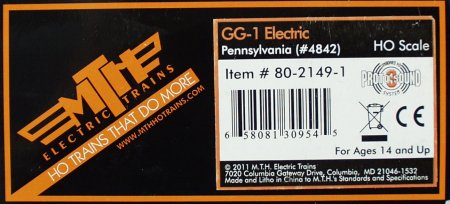 MTH
ELECTRIC TRAINS
HO TRAINS THAT DO MORE
WWW.MTHHOTRAINS.COM
GG-1 Electric
Pennsylvania (#4842)
HO Scale
Item # 80-2149-1
PROTO 3 SOUND
SYSTEM
6 58081 30954 5
For Ages 14 and Up
© 2011 M.T.H. Electric Trains
7020 Columbia Gateway Drive, Columbia, MD 21046-1532
Made and Litho in China to M.T.H.'s Standards and Specifications